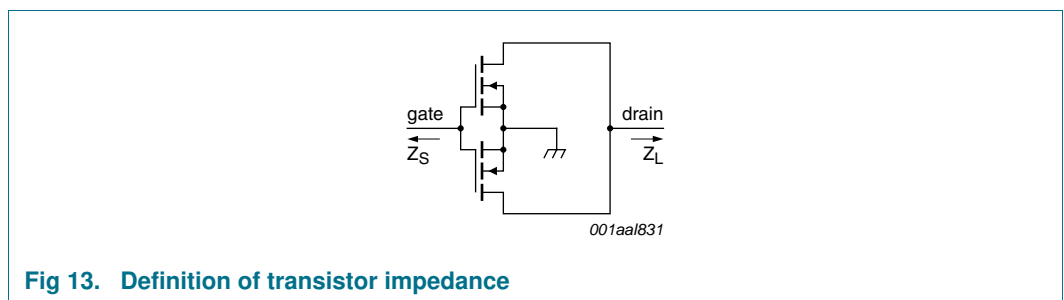 gate
drain
Z_S
Z_L
001aal831
Fig 13. Definition of transistor impedance